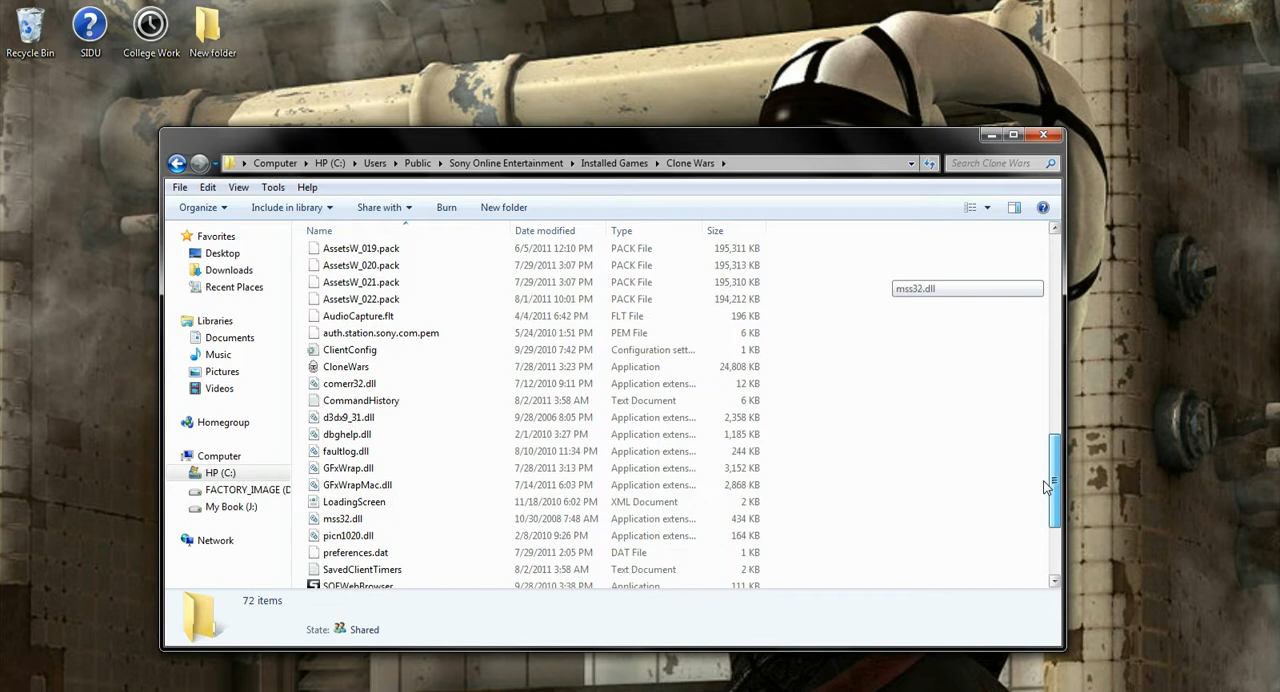 Recycle Bin SIDU College Work New folder
Computer HP (C:) Users Public Sony Online Entertainment Installed Games Clone Wars Search Clone Wars
File Edit View Tools Help
Organize Include in library Share with Burn New folder
Name Date modified Type Size
Favorites
Desktop
Downloads
Recent Places
Libraries
Documents
Music
Pictures
Videos
Homegroup
Computer
HP (C:)
FACTORY_IMAGE (D
My Book (J:)
Network
AssetsW_019.pack 6/5/2011 12:10 PM PACK File 195,311 KB
AssetsW_020.pack 7/29/2011 3:07 PM PACK File 195,313 KB
AssetsW_021.pack 7/29/2011 3:07 PM PACK File 195,310 KB
AssetsW_022.pack 8/1/2011 10:01 PM PACK File 194,212 KB
AudioCapture.flt 4/4/2011 6:42 PM FLT File 196 KB
auth.station.sony.com.pem 5/24/2010 1:51 PM PEM File 6 KB
ClientConfig 9/29/2010 7:42 PM Configuration sett... 1 KB
CloneWars 7/28/2011 3:23 PM Application 24,808 KB
comerr32.dll 7/12/2010 9:11 PM Application extens... 12 KB
CommandHistory 8/2/2011 3:58 AM Text Document 6 KB
d3dx9_31.dll 9/28/2006 8:05 PM Application extens... 2,358 KB
dbghelp.dll 2/1/2010 3:27 PM Application extens... 1,185 KB
faultlog.dll 8/10/2010 11:34 PM Application extens... 244 KB
GFxWrap.dll 7/28/2011 3:13 PM Application extens... 3,152 KB
GFxWrapMac.dll 7/14/2011 6:03 PM Application extens... 2,868 KB
LoadingScreen 11/18/2010 6:02 PM XML Document 2 KB
mss32.dll 10/30/2008 7:48 AM Application extens... 434 KB
picn1020.dll 2/8/2010 9:26 PM Application extens... 164 KB
preferences.dat 7/29/2011 2:05 PM DAT File 1 KB
SavedClientTimers 8/2/2011 3:58 AM Text Document 2 KB
SOEWebBrowser 9/28/2010 3:38 PM Application 111 KB
mss32.dll
72 items
State: Shared